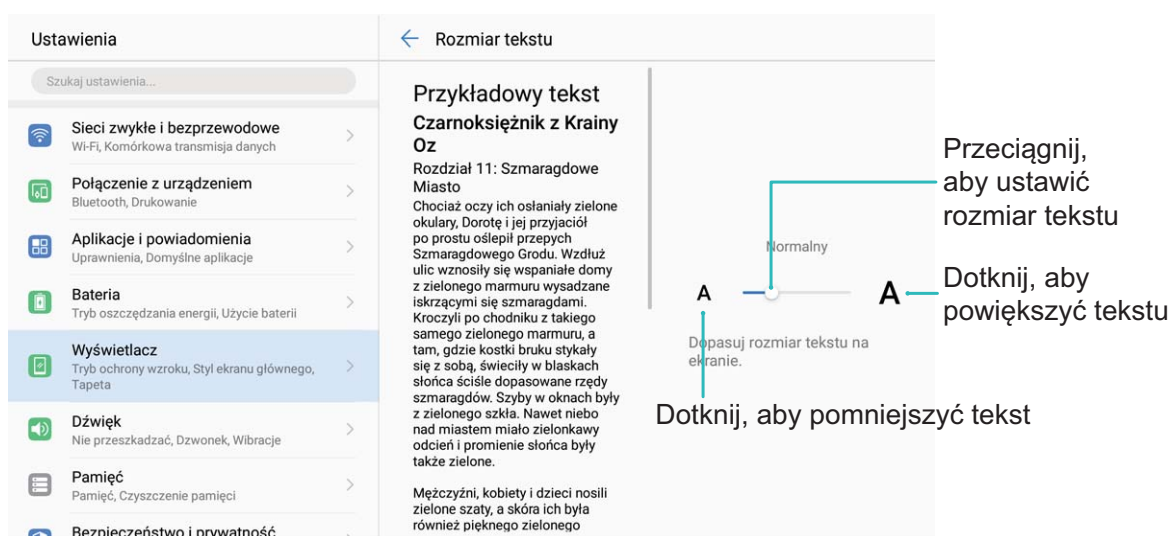 Ustawienia
Szukaj ustawienia...
Sieci zwykłe i bezprzewodowe
Wi-Fi, Komórkowa transmisja danych
Połączenie z urządzeniem
Bluetooth, Drukowanie
Aplikacje i powiadomienia
Uprawnienia, Domyślne aplikacje
Bateria
Tryb oszczędzania energii, Użycie baterii
Wyświetlacz
Tryb ochrony wzroku, Styl ekranu głównego,
Tapeta
Dźwięk
Nie przeszkadzać, Dzwonek, Wibracje
Pamięć
Pamięć, Czyszczenie pamięci
Bezpieczeństwo i prywatność
Rozmiar tekstu
Przykładowy tekst
Czarnoksiężnik z Krainy
Oz
Rozdział 11: Szmaragdowe
Miasto
Chociaż oczy ich osłaniały zielone
okulary, Dorotę i jej przyjaciół
po prostu oślepił przepych
Szmaragdowego Grodu. Wzdłuż
ulic wznosiły się wspaniałe domy
z zielonego marmuru wysadzane
iskrzącymi się szmaragdami.
Kroczyli po chodniku z takiego
samego zielonego marmuru, a
tam, gdzie kostki bruku stykały
się z sobą, świeciły w blaskach
słońca ściśle dopasowane rzędy
szmaragdów. Szyby w oknach były
z zielonego szkła. Nawet niebo
nad miastem miało zielonkawy
odcień i promienie słońca były
także zielone.
Mężczyźni, kobiety i dzieci nosili
zielone szaty, a skóra ich była
również pięknego zielonego
Normalny
A A
Dopasuj rozmiar tekstu na
ekranie.
Przeciągnij,
aby ustawić
rozmiar tekstu
Dotknij, aby
powiększyć tekstu
Dotknij, aby pomniejszyć tekst